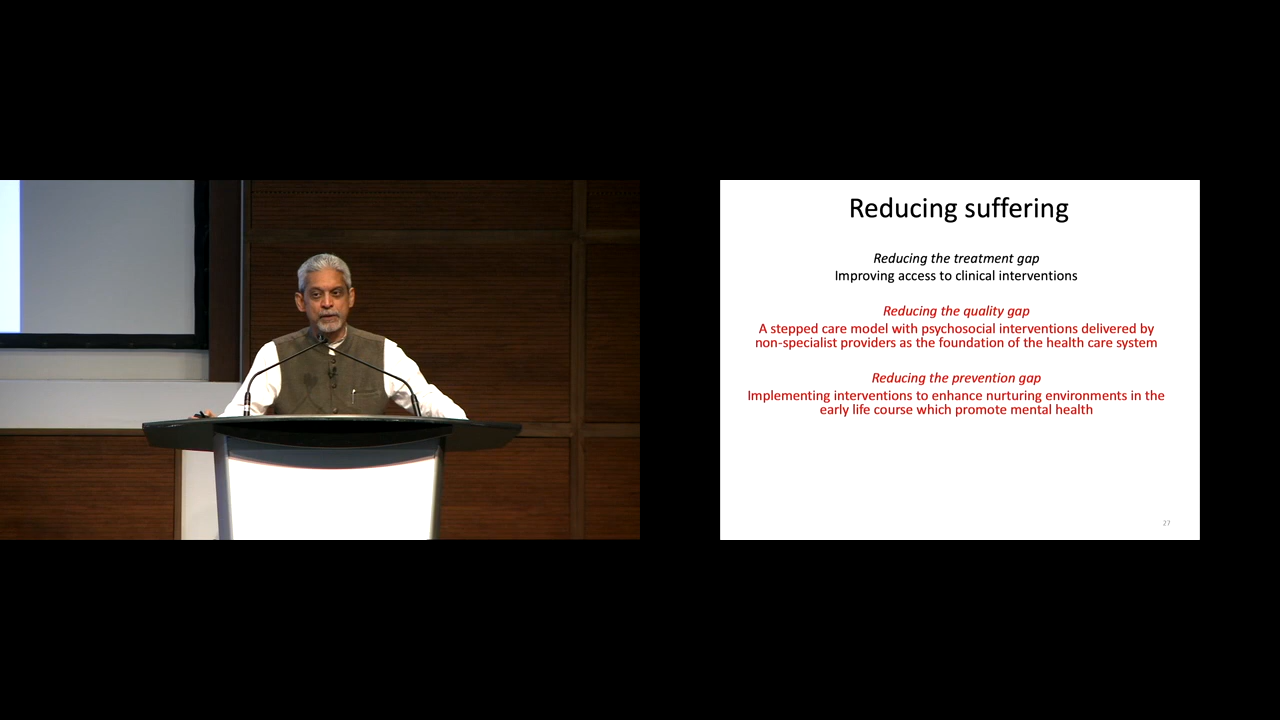 Reducing suffering
Reducing the treatment gap
Improving access to clinical interventions
Reducing the quality gap
A stepped care model with psychosocial interventions delivered by
non-specialist providers as the foundation of the health care system
Reducing the prevention gap
Implementing interventions to enhance nurturing environments in the
early life course which promote mental health
27